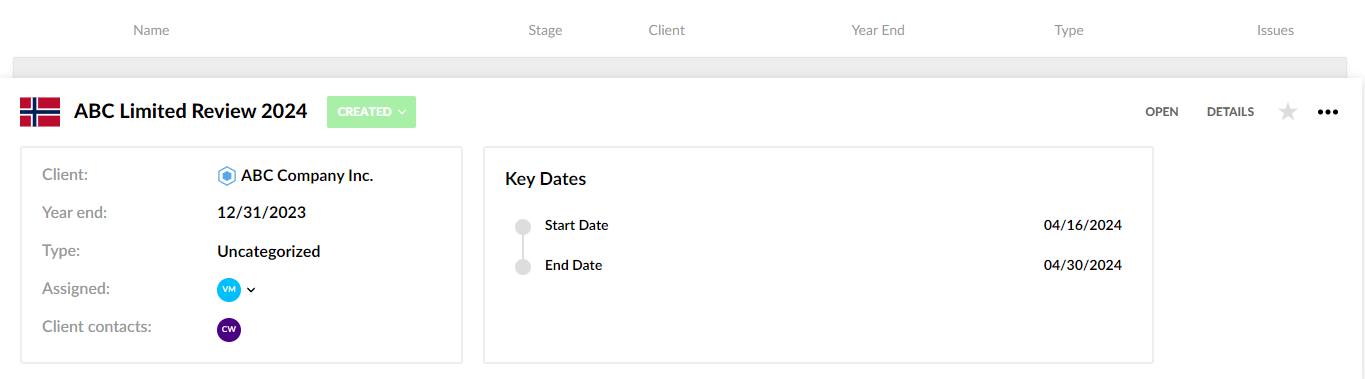 Name Stage Client Year End Type Issues
ABC Limited Review 2024 CREATED OPEN DETAILS
Client: ABC Company Inc.
Year end: 12/31/2023
Type: Uncategorized
Assigned: VM
Client contacts: CW
Key Dates
Start Date 04/16/2024
End Date 04/30/2024